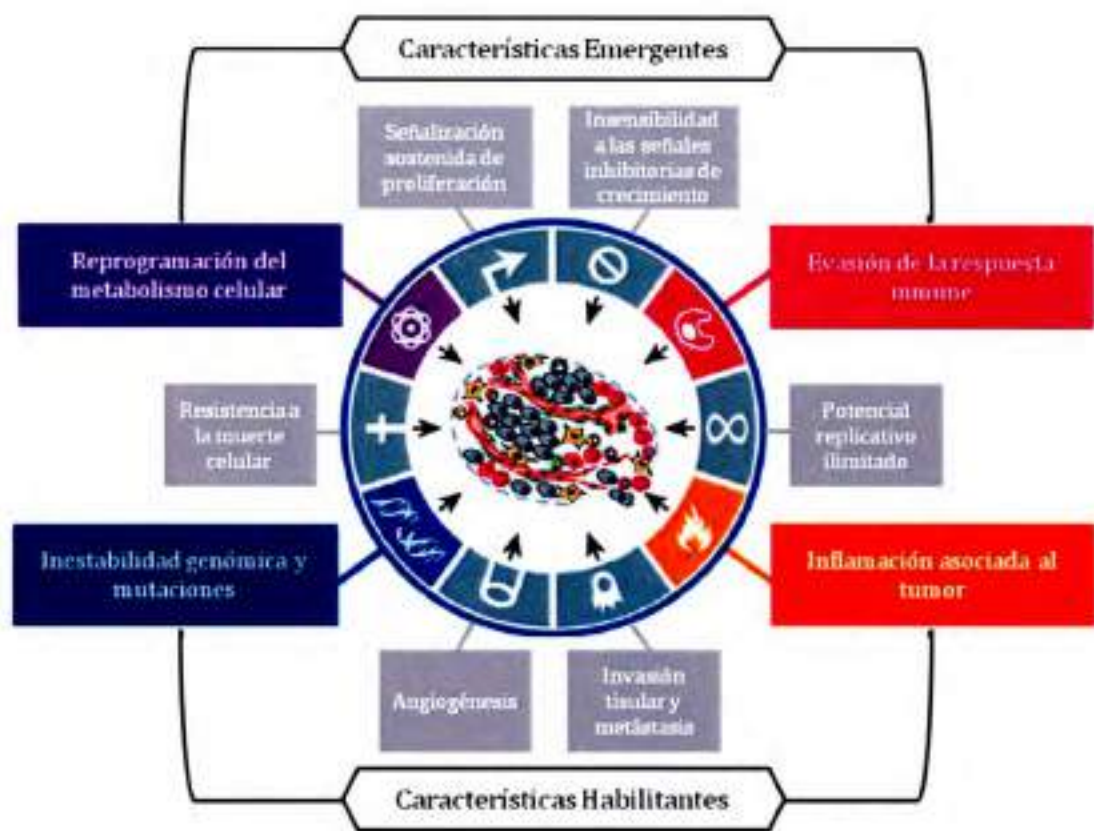 Características Emergentes
Señalización
sostenida de
proliferación
Insensibilidad
a las señales
inhibitorias de
crecimiento
Reprogramación del
metabolismo celular
Evasión de la respuesta
inmune
Resistencia a
la muerte
celular
Potencial
replicativo
ilimitado
Inestabilidad genómica y
mutaciones
Inflamación asociada al
tumor
Angiogénesis
Invasión
tisular y
metástasis
Características Habilitantes